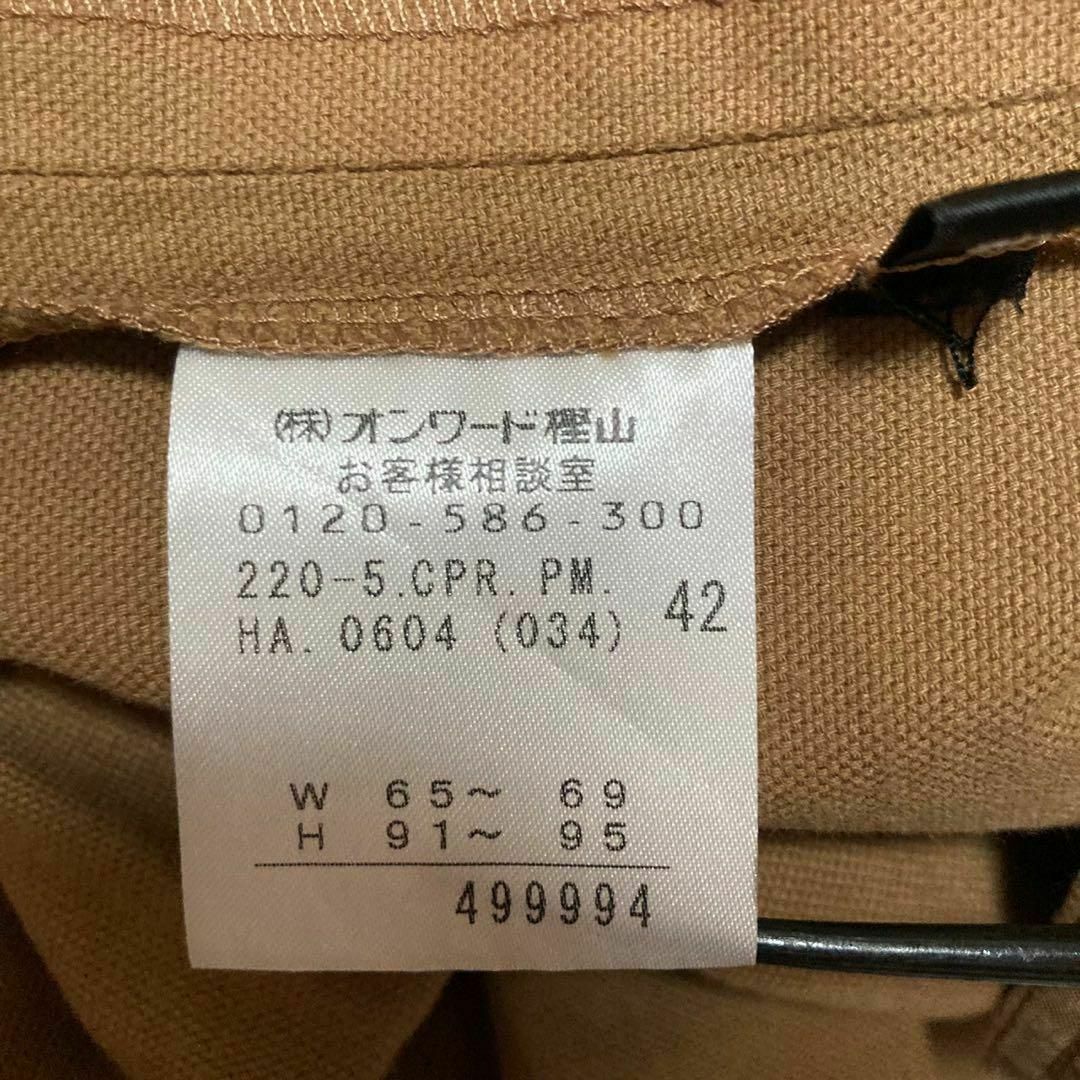 (株)オンワード樫山
お客様相談室
0120-586-300
220-5.CPR.PM.
HA.0604(034) 42
W 65~ 69
H 91~ 95
499994